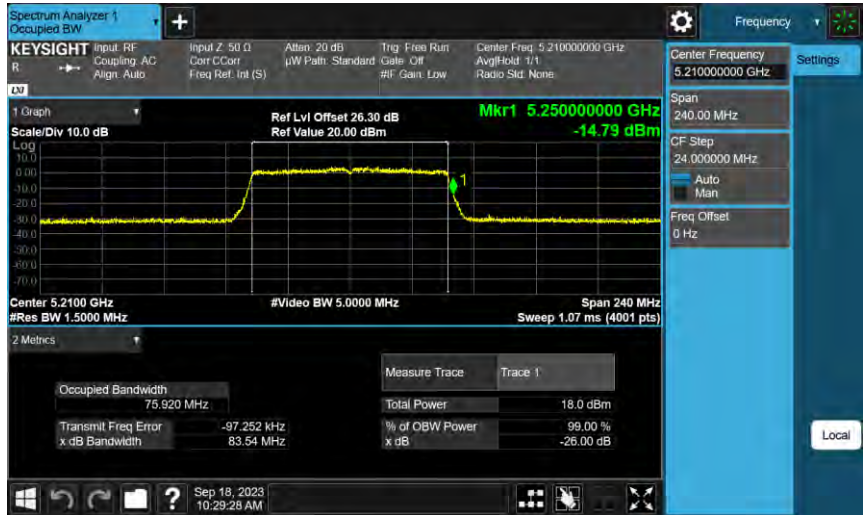 Spectrum Analyzer 1
Occupied BW
+
Frequency
KEYSIGHT
R
LXI
Input: RF
Coupling: AC
Align: Auto
Input Z: 50 Ω
Corr CCorr
Freq Ref: Int (S)
Atten: 20 dB
µW Path: Standard
Trig: Free Run
Gate: Off
#IF Gain: Low
Center Freq: 5.210000000 GHz
Avg|Hold: 1/1
Radio Std: None
Center Frequency
5.210000000 GHz
Settings
Span
240.00 MHz
CF Step
24.000000 MHz
Auto
Man
Freq Offset
0 Hz
Local
1 Graph
Scale/Div 10.0 dB
Ref Lvl Offset 26.30 dB
Ref Value 20.00 dBm
Mkr1 5.250000000 GHz
-14.79 dBm
Log
10.0
0.00
-10.0
-20.0
-30.0
-40.0
-50.0
-60.0
-70.0
1
Center 5.2100 GHz
#Res BW 1.5000 MHz
#Video BW 5.0000 MHz
Span 240 MHz
Sweep 1.07 ms (4001 pts)
2 Metrics
Occupied Bandwidth
75.920 MHz
Transmit Freq Error -97.252 kHz
x dB Bandwidth 83.54 MHz
Measure Trace Trace 1
Total Power 18.0 dBm
% of OBW Power 99.00 %
x dB -26.00 dB
?
Sep 18, 2023
10:29:28 AM